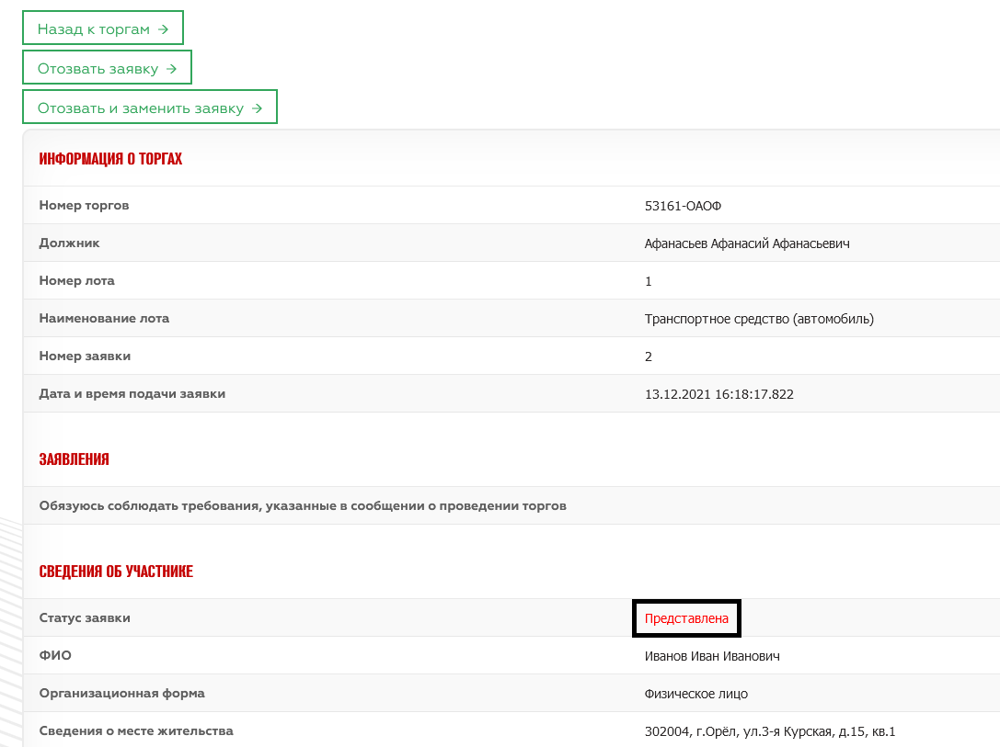 Назад к торгам →
Отозвать заявку →
Отозвать и заменить заявку →
ИНФОРМАЦИЯ О ТОРГАХ
Номер торгов 53161-ОАОФ
Должник Афанасьев Афанасий Афанасьевич
Номер лота 1
Наименование лота Транспортное средство (автомобиль)
Номер заявки 2
Дата и время подачи заявки 13.12.2021 16:18:17.822
ЗАЯВЛЕНИЯ
Обязуюсь соблюдать требования, указанные в сообщении о проведении торгов
СВЕДЕНИЯ ОБ УЧАСТНИКЕ
Статус заявки Представлена
ФИО Иванов Иван Иванович
Организационная форма Физическое лицо
Сведения о месте жительства 302004, г.Орёл, ул.3-я Курская, д.15, кв.1